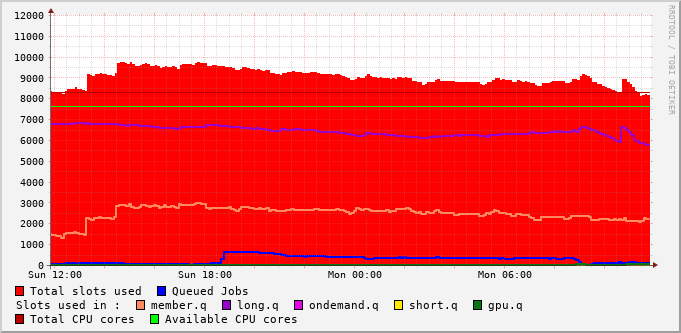 RRDTOOL / TOBI OETIKER
12000
11000
10000
9000
8000
7000
6000
5000
4000
3000
2000
1000
0
Sun 12:00 Sun 18:00 Mon 00:00 Mon 06:00
Total slots used Queued Jobs
Slots used in : member.q long.q ondemand.q short.q gpu.q
Total CPU cores Available CPU cores